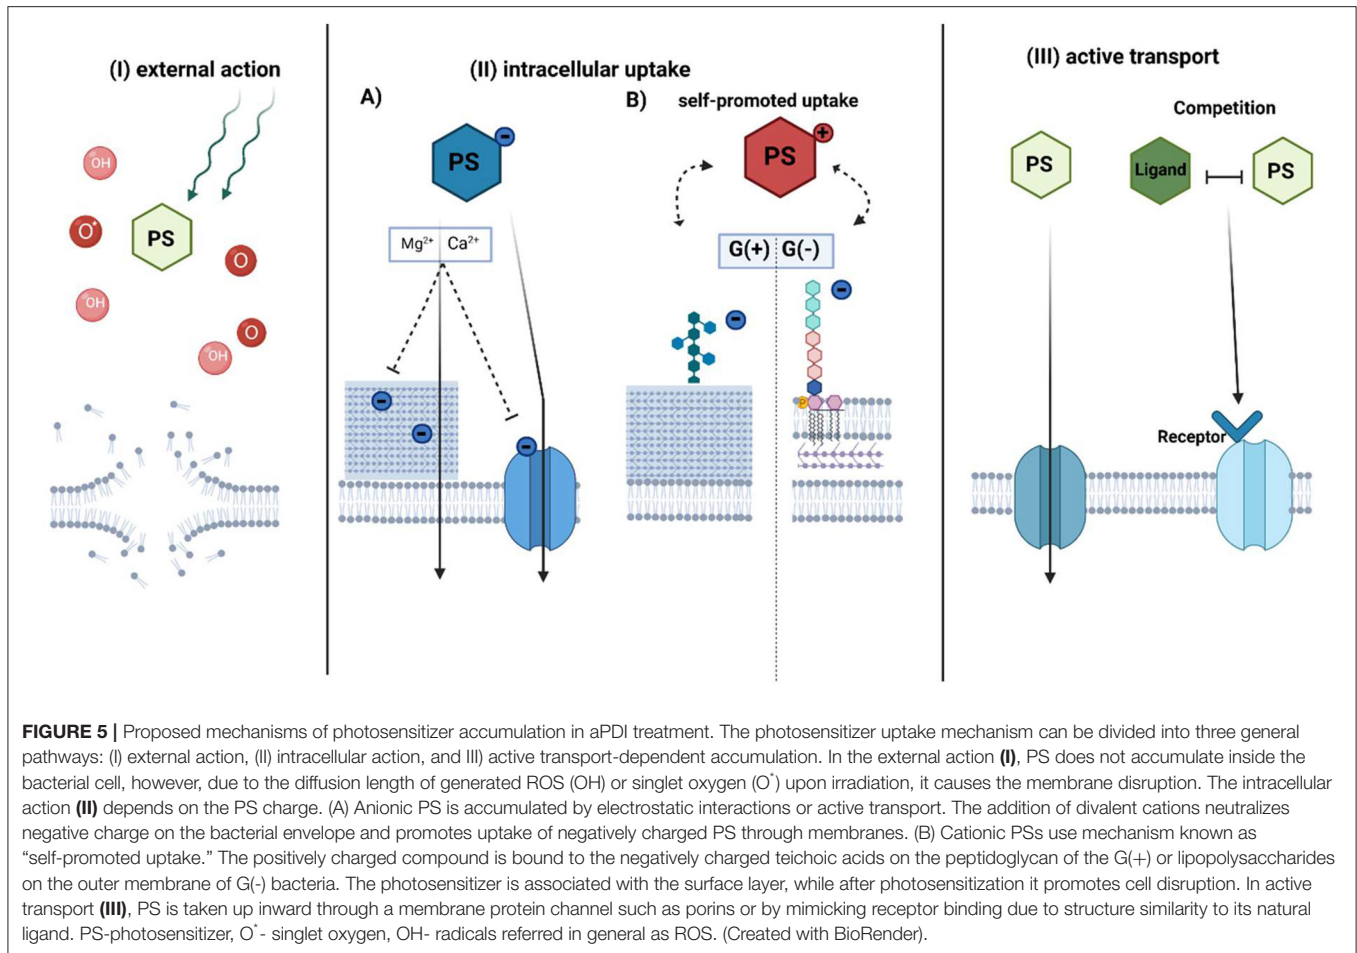 (I) external action
OH
O*
PS
O
OH
O
OH
(II) intracellular uptake
A)
PS
-
Mg²⁺ Ca²⁺
-
-
-
B)
self-promoted uptake
PS
+
G(+) G(-)
-
-
P
(III) active transport
Competition
PS
Ligand
PS
Receptor
FIGURE 5 | Proposed mechanisms of photosensitizer accumulation in aPDI treatment. The photosensitizer uptake mechanism can be divided into three general
pathways: (I) external action, (II) intracellular action, and III) active transport-dependent accumulation. In the external action (I), PS does not accumulate inside the
bacterial cell, however, due to the diffusion length of generated ROS (OH) or singlet oxygen (O*) upon irradiation, it causes the membrane disruption. The intracellular
action (II) depends on the PS charge. (A) Anionic PS is accumulated by electrostatic interactions or active transport. The addition of divalent cations neutralizes
negative charge on the bacterial envelope and promotes uptake of negatively charged PS through membranes. (B) Cationic PSs use mechanism known as
“self-promoted uptake.” The positively charged compound is bound to the negatively charged teichoic acids on the peptidoglycan of the G(+) or lipopolysaccharides
on the outer membrane of G(-) bacteria. The photosensitizer is associated with the surface layer, while after photosensitization it promotes cell disruption. In active
transport (III), PS is taken up inward through a membrane protein channel such as porins or by mimicking receptor binding due to structure similarity to its natural
ligand. PS-photosensitizer, O*- singlet oxygen, OH- radicals referred in general as ROS. (Created with BioRender).